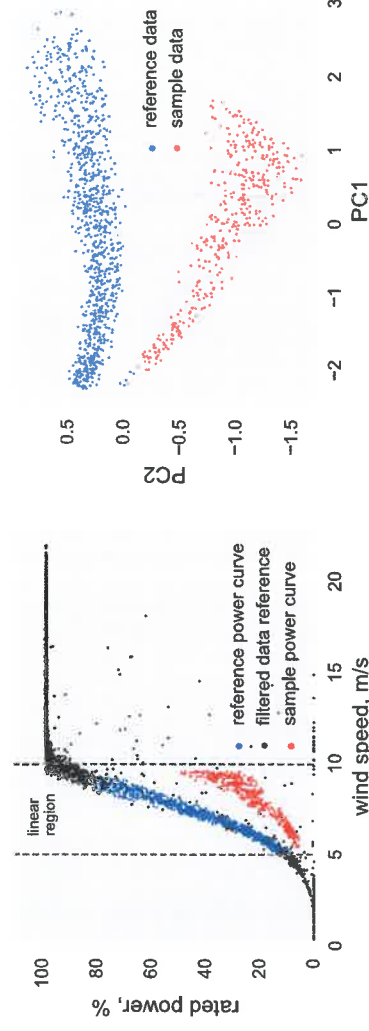 100
80
60
40
20
0
rated power, %
linear
region
reference power curve
filtered data reference
sample power curve
0
5
10
15
20
wind speed, m/s
0.5
0.0
−0.5
−1.0
−1.5
PC2
reference data
sample data
−2
−1
0
1
2
3
PC1